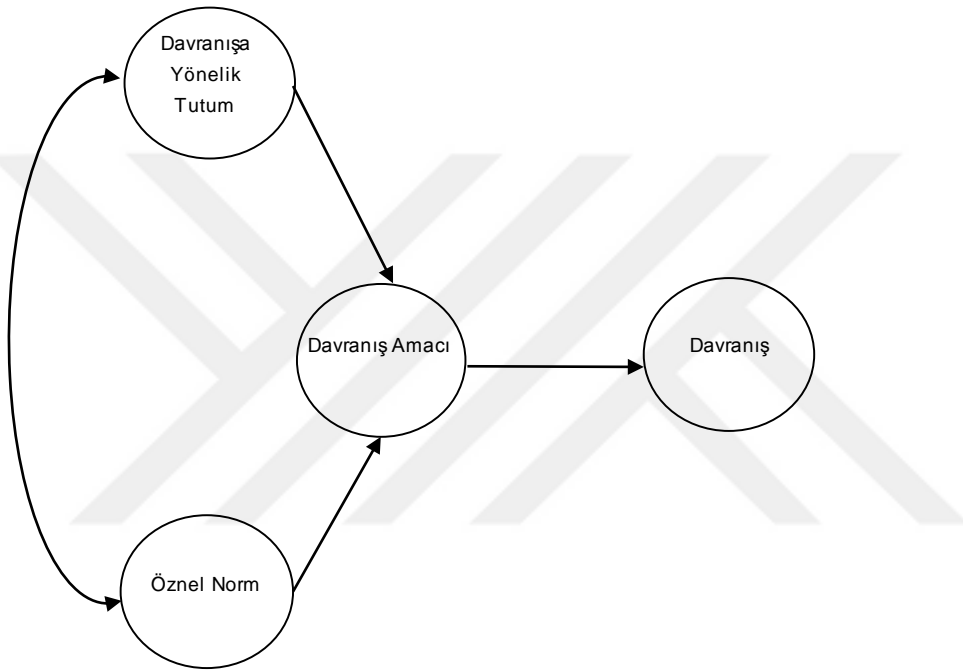 Davranışa
Yönelik
Tutum
Davranış Amacı
Davranış
Öznel Norm